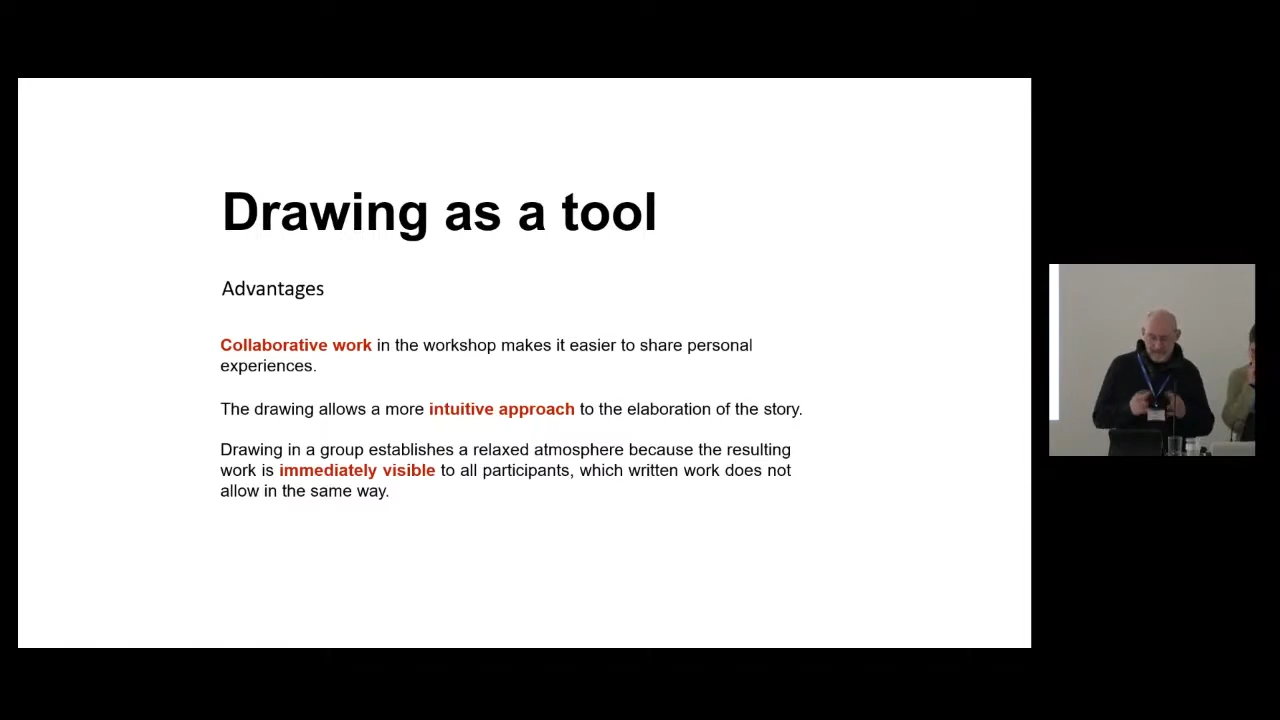 Drawing as a tool
Advantages
Collaborative work in the workshop makes it easier to share personal
experiences.
The drawing allows a more intuitive approach to the elaboration of the story.
Drawing in a group establishes a relaxed atmosphere because the resulting
work is immediately visible to all participants, which written work does not
allow in the same way.